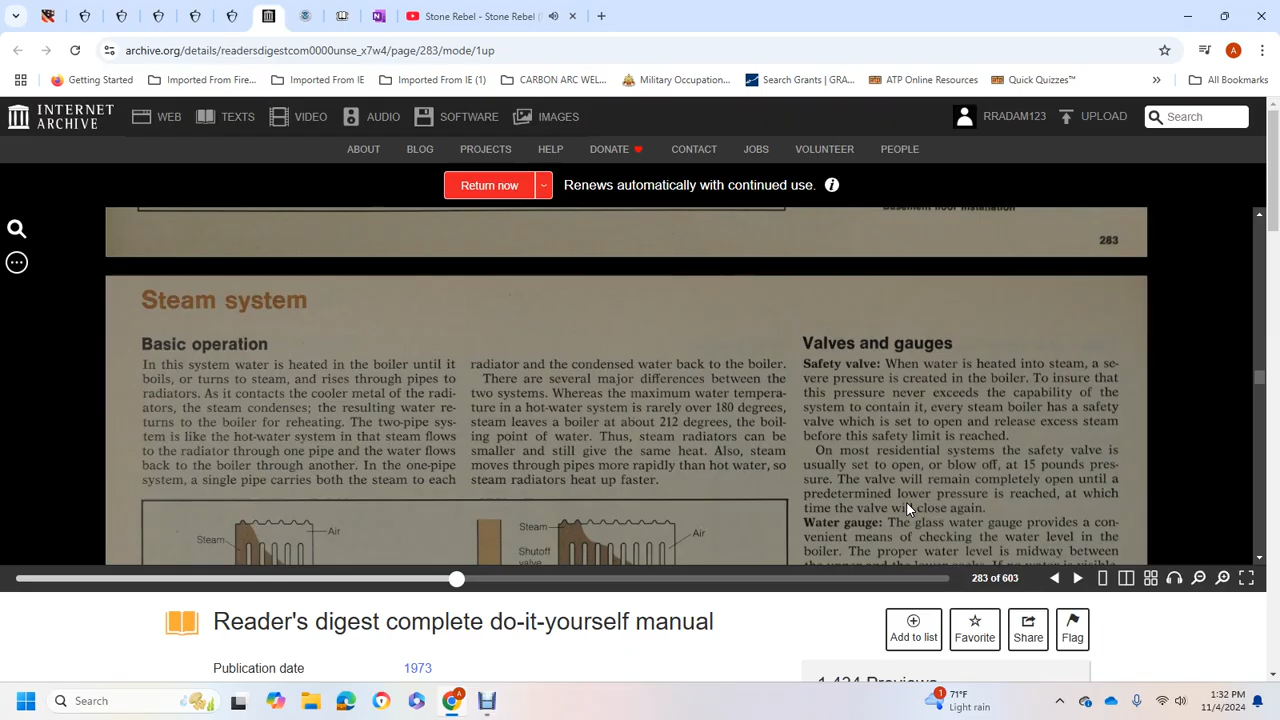 Stone Rebel - Stone Rebel (
archive.org/details/readersdigestcom0000unse_x7w4/page/283/mode/1up
A
Getting Started
Imported From Fire...
Imported From IE
Imported From IE (1)
CARBON ARC WEL...
Military Occupation...
Search Grants | GRA...
ATP Online Resources
Quick Quizzes™
»
All Bookmarks
INTERNET ARCHIVE
WEB
TEXTS
VIDEO
AUDIO
SOFTWARE
IMAGES
RRADAM123
UPLOAD
Search
ABOUT
BLOG
PROJECTS
HELP
DONATE
CONTACT
JOBS
VOLUNTEER
PEOPLE
Return now
Renews automatically with continued use.
Basement floor installation
283
Steam system
Basic operation
In this system water is heated in the boiler until it
boils, or turns to steam, and rises through pipes to
radiators. As it contacts the cooler metal of the radi-
ators, the steam condenses; the resulting water re-
turns to the boiler for reheating. The two-pipe sys-
tem is like the hot-water system in that steam flows
to the radiator through one pipe and the water flows
back to the boiler through another. In the one-pipe
system, a single pipe carries both the steam to each
radiator and the condensed water back to the boiler.
There are several major differences between the
two systems. Whereas the maximum water tempera-
ture in a hot-water system is rarely over 180 degrees,
steam leaves a boiler at about 212 degrees, the boil-
ing point of water. Thus, steam radiators can be
smaller and still give the same heat. Also, steam
moves through pipes more rapidly than hot water, so
steam radiators heat up faster.
Valves and gauges
Safety valve: When water is heated into steam, a se-
vere pressure is created in the boiler. To insure that
this pressure never exceeds the capability of the
system to contain it, every steam boiler has a safety
valve which is set to open and release excess steam
before this safety limit is reached.
On most residential systems the safety valve is
usually set to open, or blow off, at 15 pounds pres-
sure. The valve will remain completely open until a
predetermined lower pressure is reached, at which
time the valve will close again.
Water gauge: The glass water gauge provides a con-
venient means of checking the water level in the
boiler. The proper water level is midway between
the upper and the lower cocks. If no water is visible
Steam
Air
Steam
Shutoff
valve
Air
283 of 603
Reader's digest complete do-it-yourself manual
Add to list
Favorite
Share
Flag
Publication date
1973
1,424 Previews
Search
1
71°F
Light rain
1:32 PM
11/4/2024